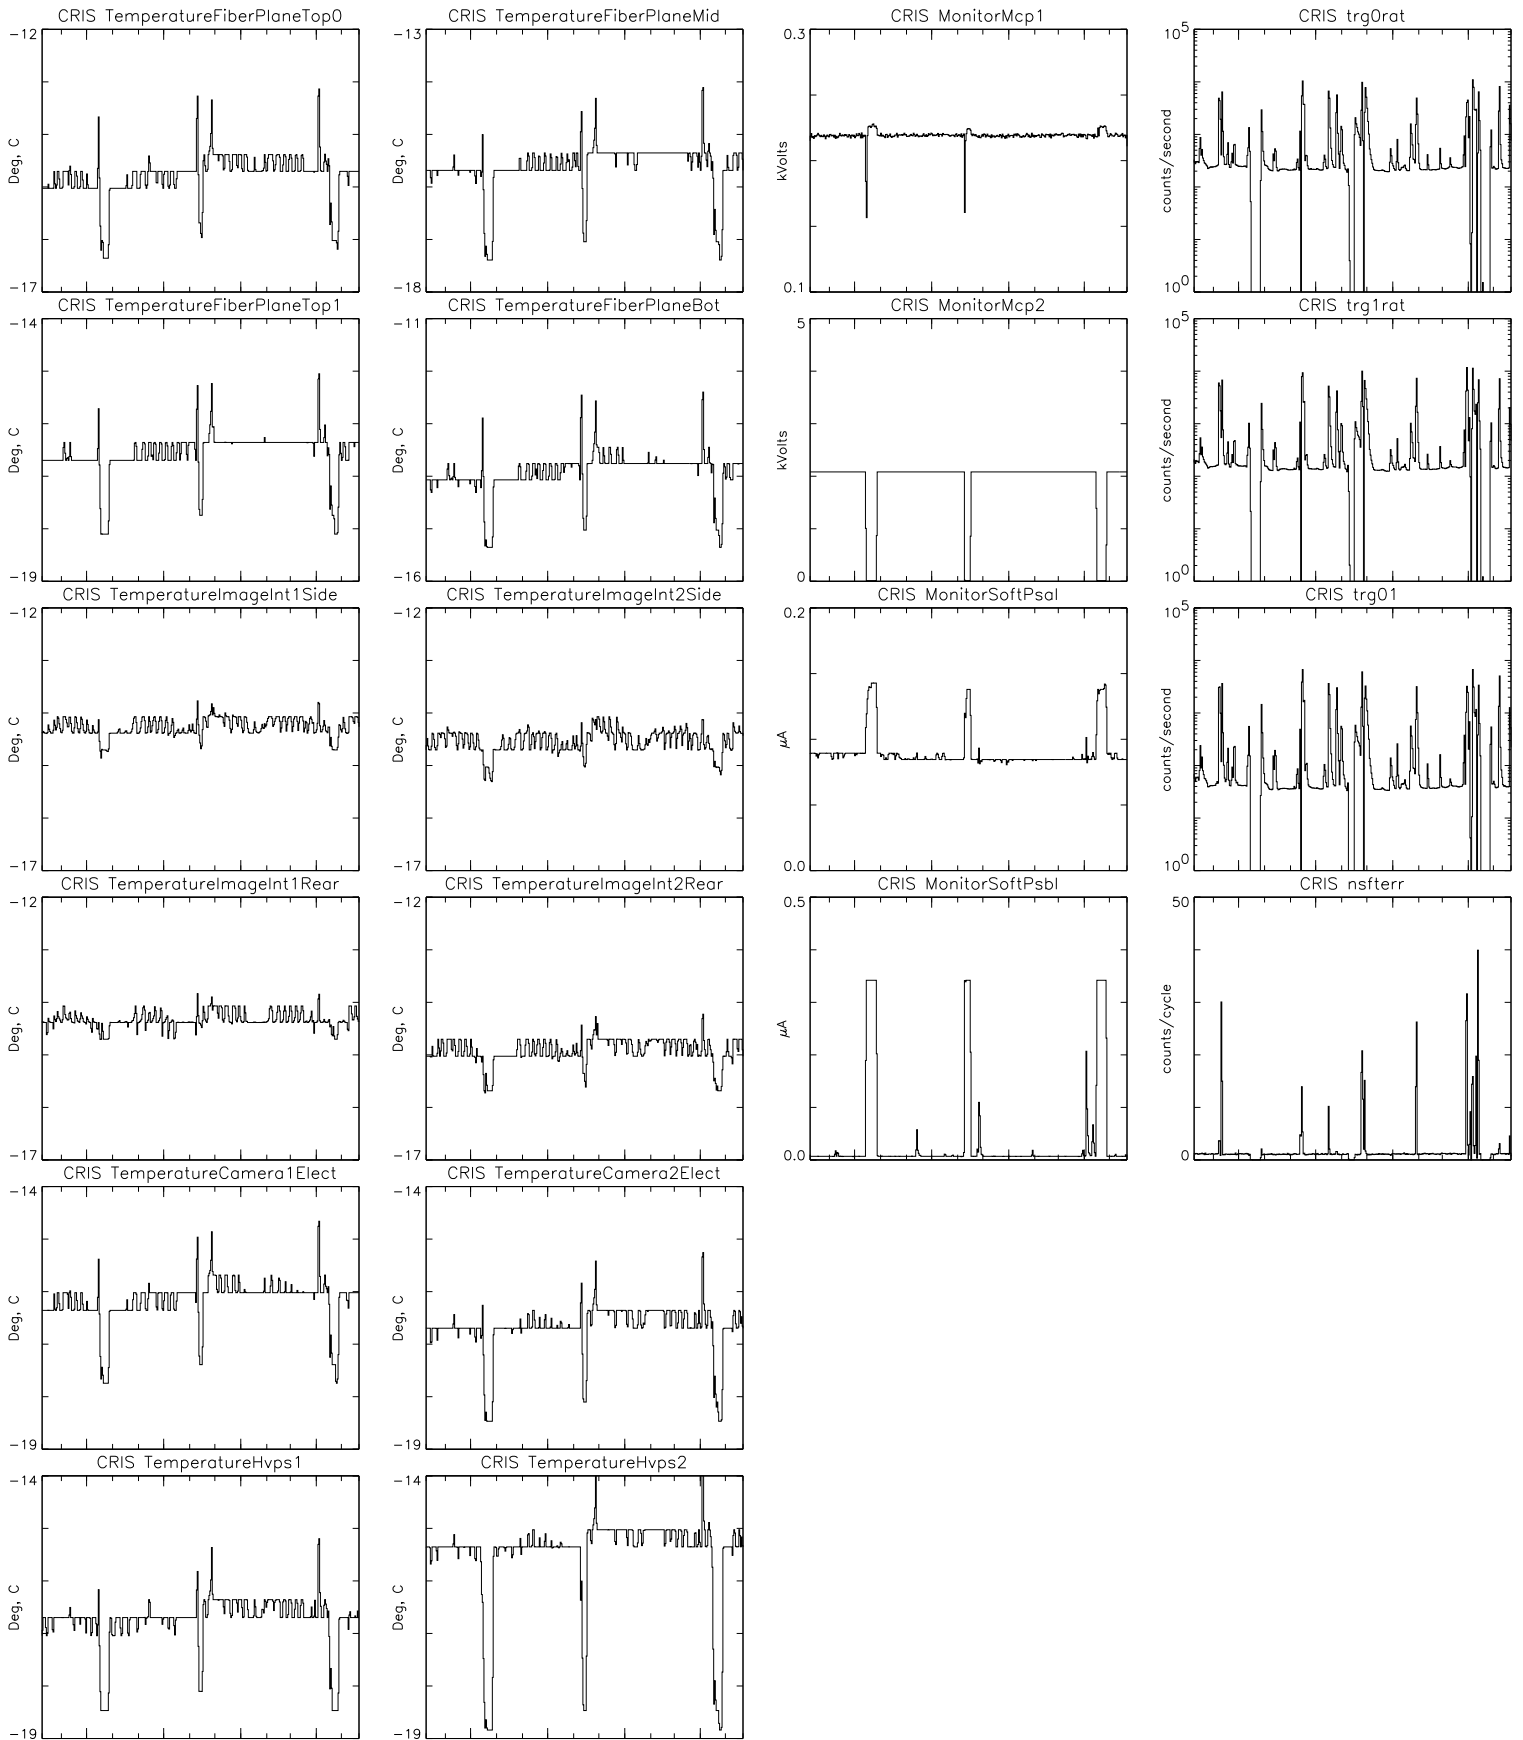 CRIS TemperatureFiberPlaneTop0
-12
Deg, C
-17
CRIS TemperatureFiberPlaneMid
-13
Deg, C
-18
CRIS MonitorMcp1
0.3
kVolts
0.1
CRIS trg0rat
10^5
counts/second
10^0
CRIS TemperatureFiberPlaneTop1
-14
Deg, C
-19
CRIS TemperatureFiberPlaneBot
-11
Deg, C
-16
CRIS MonitorMcp2
5
kVolts
0
CRIS trg1rat
10^5
counts/second
10^0
CRIS TemperatureImageInt1Side
-12
Deg, C
-17
CRIS TemperatureImageInt2Side
-12
Deg, C
-17
CRIS MonitorSoftPsaI
0.2
μA
0.0
CRIS trg01
10^5
counts/second
10^0
CRIS TemperatureImageInt1Rear
-12
Deg, C
-17
CRIS TemperatureImageInt2Rear
-12
Deg, C
-17
CRIS MonitorSoftPsbI
0.5
μA
0.0
CRIS nsfterr
50
counts/cycle
0
CRIS TemperatureCamera1Elect
-14
Deg, C
-19
CRIS TemperatureCamera2Elect
-14
Deg, C
-19
CRIS TemperatureHvps1
-14
Deg, C
-19
CRIS TemperatureHvps2
-14
Deg, C
-19